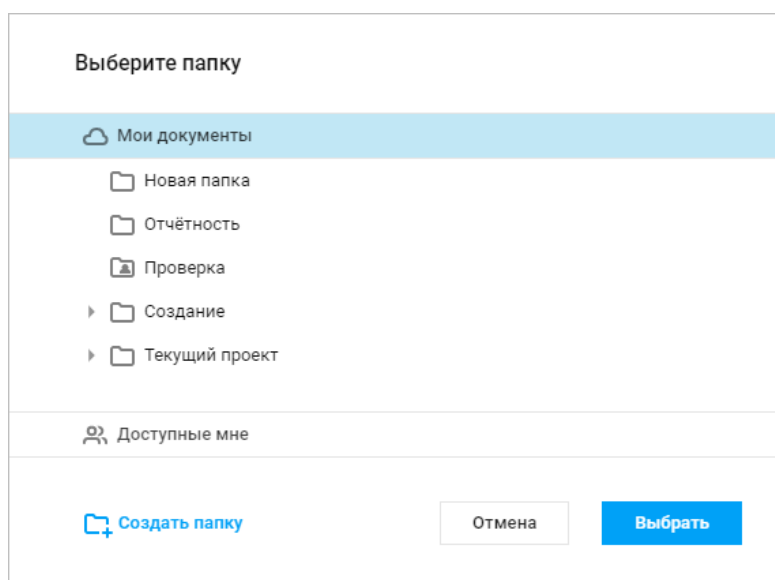 Выберите папку
Мои документы
Новая папка
Отчётность
Проверка
Создание
Текущий проект
Доступные мне
Создать папку
Отмена
Выбрать